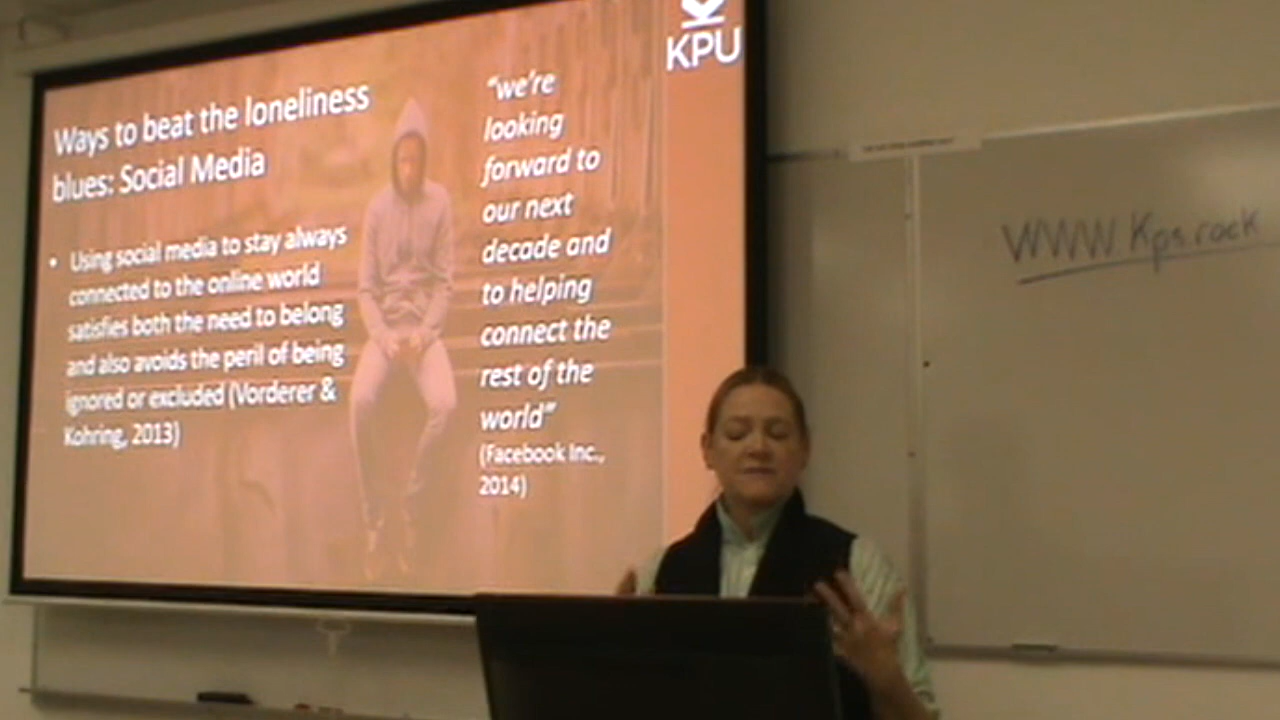 KPU
Ways to beat the loneliness
blues: Social Media
• Using social media to stay always
connected to the online world
satisfies both the need to belong
and also avoids the peril of being
ignored or excluded (Vorderer &
Kohring, 2013)
"we're
looking
forward to
our next
decade and
to helping
connect the
rest of the
world"
(Facebook Inc.,
2014)
WWW.Kps.rock